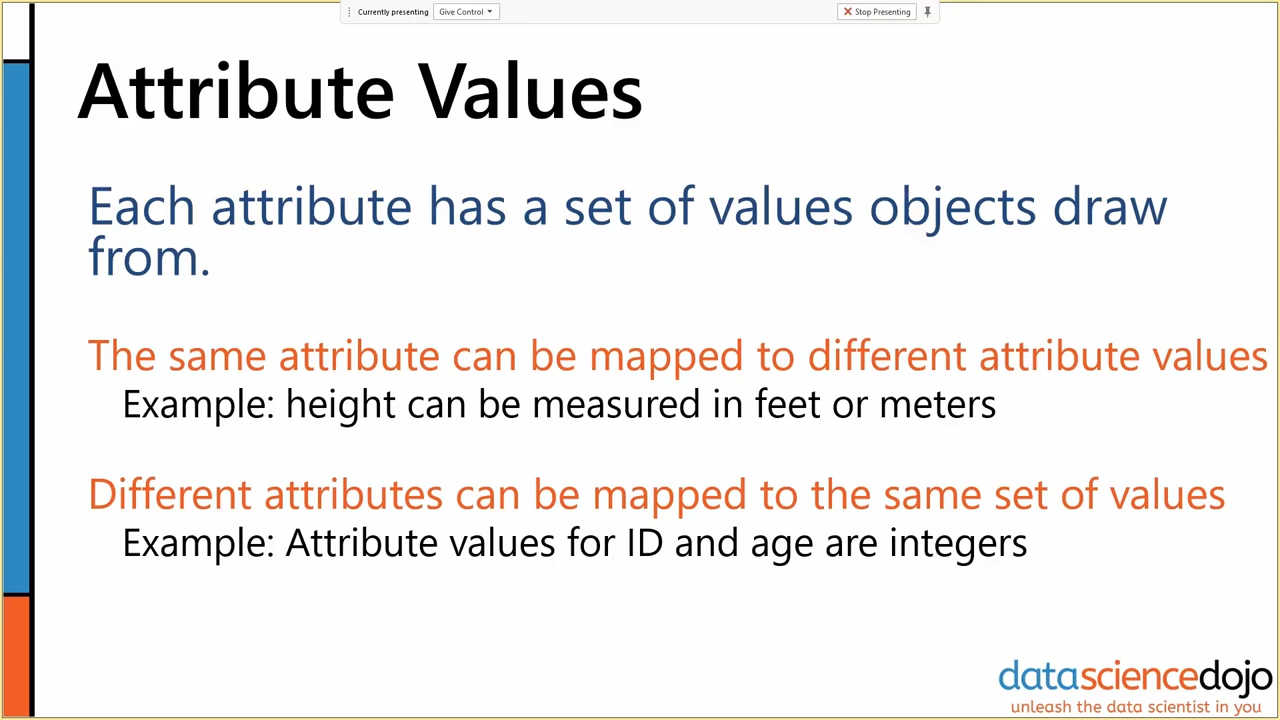 Currently presenting Give Control Stop Presenting
Attribute Values
Each attribute has a set of values objects draw
from.
The same attribute can be mapped to different attribute values
Example: height can be measured in feet or meters
Different attributes can be mapped to the same set of values
Example: Attribute values for ID and age are integers
datasciencedojo
unleash the data scientist in you